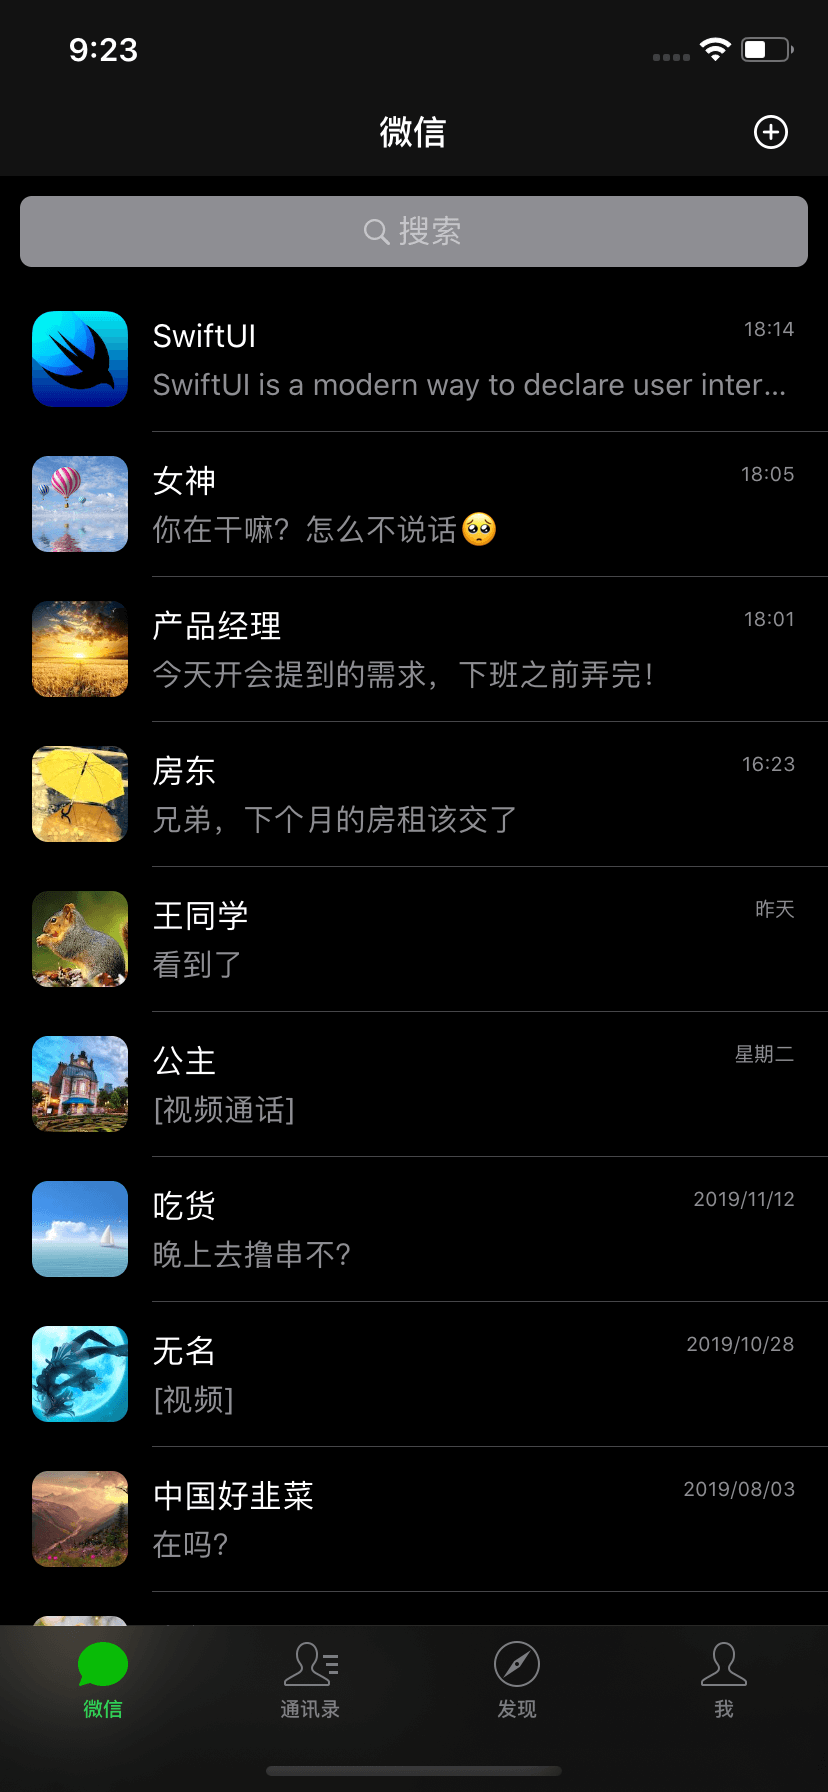 9:23
微信
搜索
SwiftUI
18:14
SwiftUI is a modern way to declare user inter...
女神
18:05
你在干嘛？怎么不说话🥺
产品经理
18:01
今天开会提到的需求，下班之前弄完！
房东
16:23
兄弟，下个月的房租该交了
王同学
昨天
看到了
公主
星期二
[视频通话]
吃货
2019/11/12
晚上去撸串不？
无名
2019/10/28
[视频]
中国好韭菜
2019/08/03
在吗？
微信
通讯录
发现
我